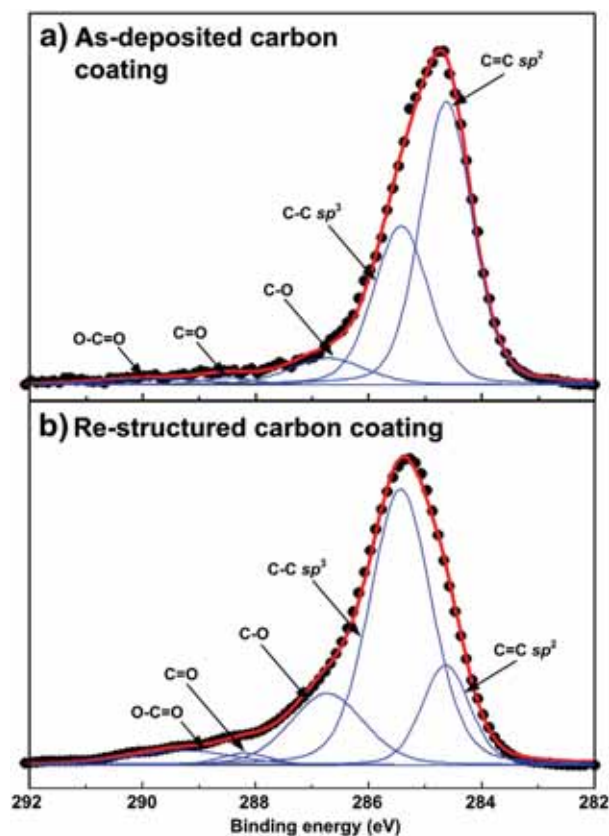 a) As-deposited carbon
coating
C=C sp²
C-C sp³
C-O
C=O
O-C=O
b) Re-structured carbon coating
C-C sp³
C-O
C=C sp²
C=O
O-C=O
292 290 288 286 284 282
Binding energy (eV)